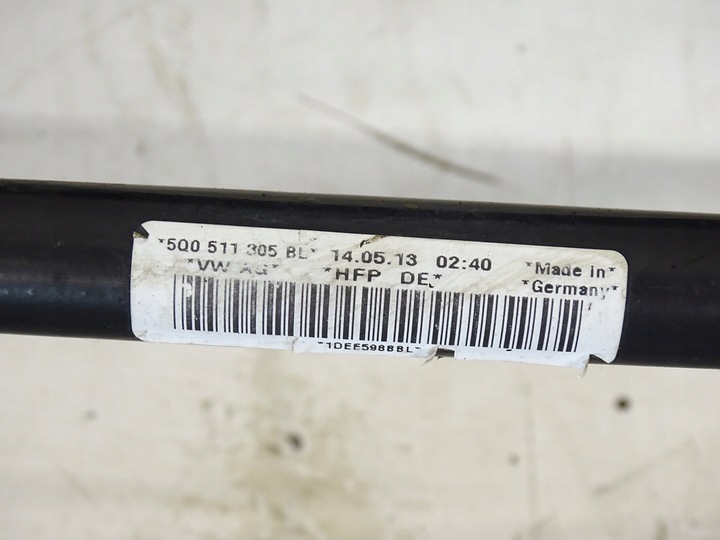 *5Q0 511 305 BL* 14.05.13 02:40 *Made in*
*VW AG* *HFP DE.* *Germany*